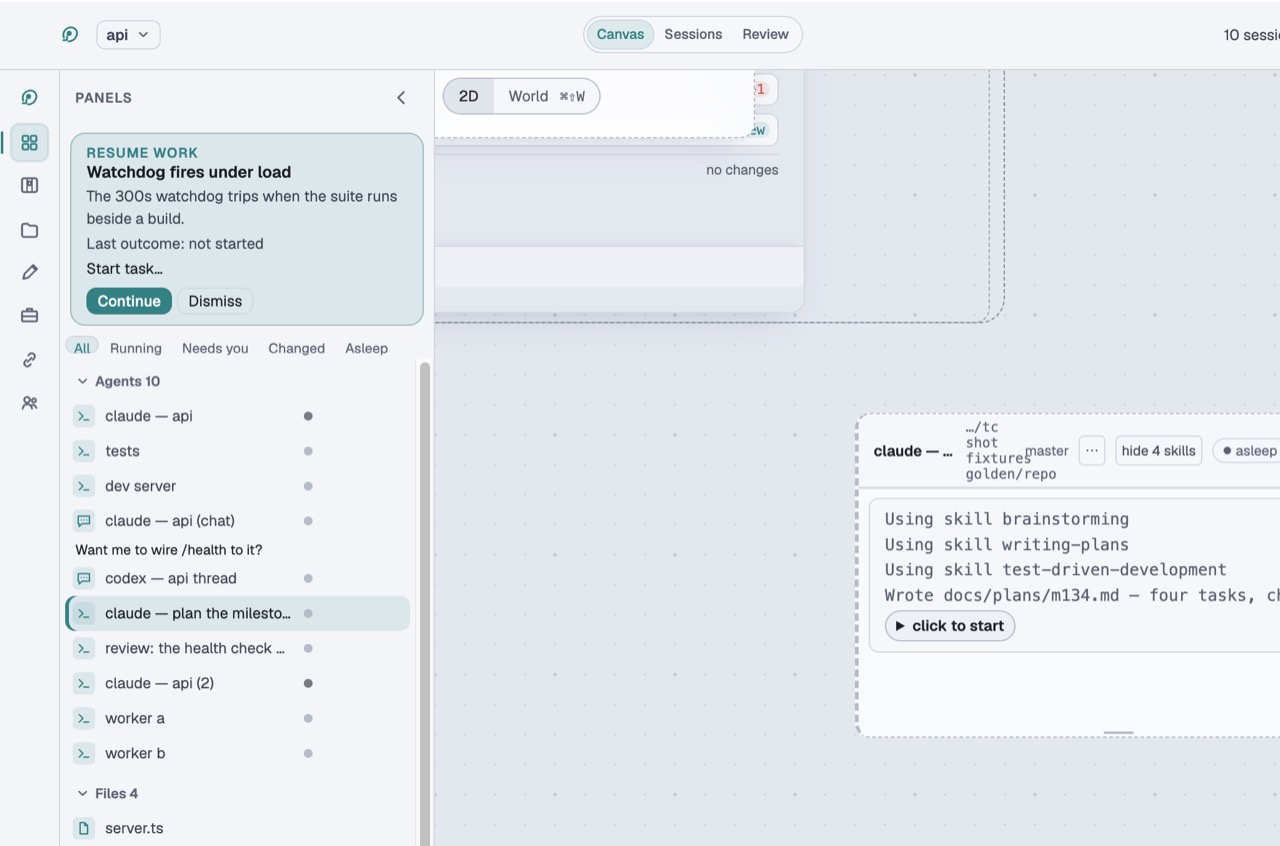 api
Canvas
Sessions
Review
10 sessi
PANELS
RESUME WORK
Watchdog fires under load
The 300s watchdog trips when the suite runs
beside a build.
Last outcome: not started
Start task…
Continue
Dismiss
All
Running
Needs you
Changed
Asleep
Agents 10
claude — api
tests
dev server
claude — api (chat)
Want me to wire /health to it?
codex — api thread
claude — plan the milesto…
review: the health check …
claude — api (2)
worker a
worker b
Files 4
server.ts
2D
World ⌘⇧W
1
ew
no changes
claude — …
…/tc
shot
fixtures
golden/repo
master
⋯
hide 4 skills
asleep
Using skill brainstorming
Using skill writing-plans
Using skill test-driven-development
Wrote docs/plans/m134.md — four tasks, ch
▶ click to start